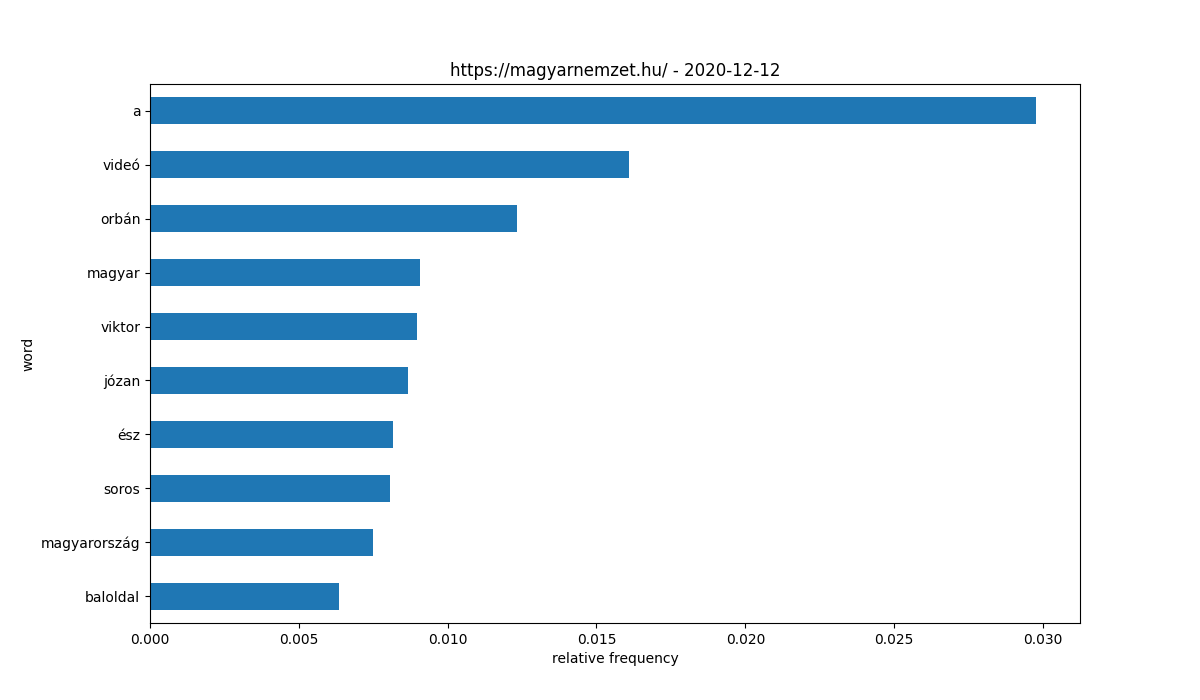 https://magyarnemzet.hu/ - 2020-12-12
a
videó
orbán
magyar
viktor
józan
ész
soros
magyarország
baloldal
word
0.000 0.005 0.010 0.015 0.020 0.025 0.030
relative frequency